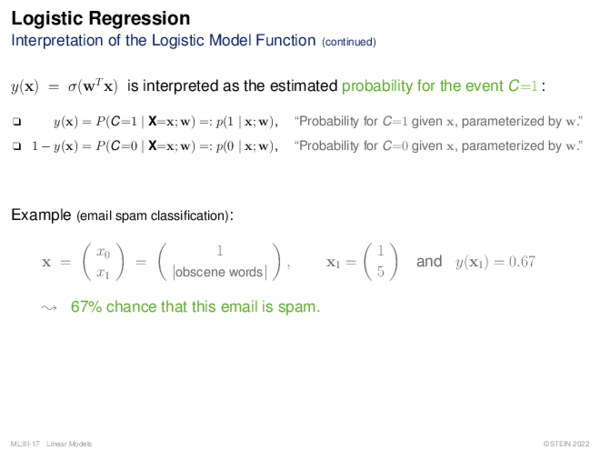 Logistic Regression
Interpretation of the Logistic Model Function (continued)
y(x) = σ(wᵀx) is interpreted as the estimated probability for the event C=1 :
❑ y(x) = P(C=1 | X=x; w) =: p(1 | x; w), “Probability for C=1 given x, parameterized by w.”
❑ 1 − y(x) = P(C=0 | X=x; w) =: p(0 | x; w), “Probability for C=0 given x, parameterized by w.”
Example (email spam classification):
x = ( x₀ x₁ ) = ( 1 |obscene words| ) , x₁ = ( 1 5 ) and y(x₁) = 0.67
⤳ 67% chance that this email is spam.
ML:III-17 Linear Models ©STEIN 2022